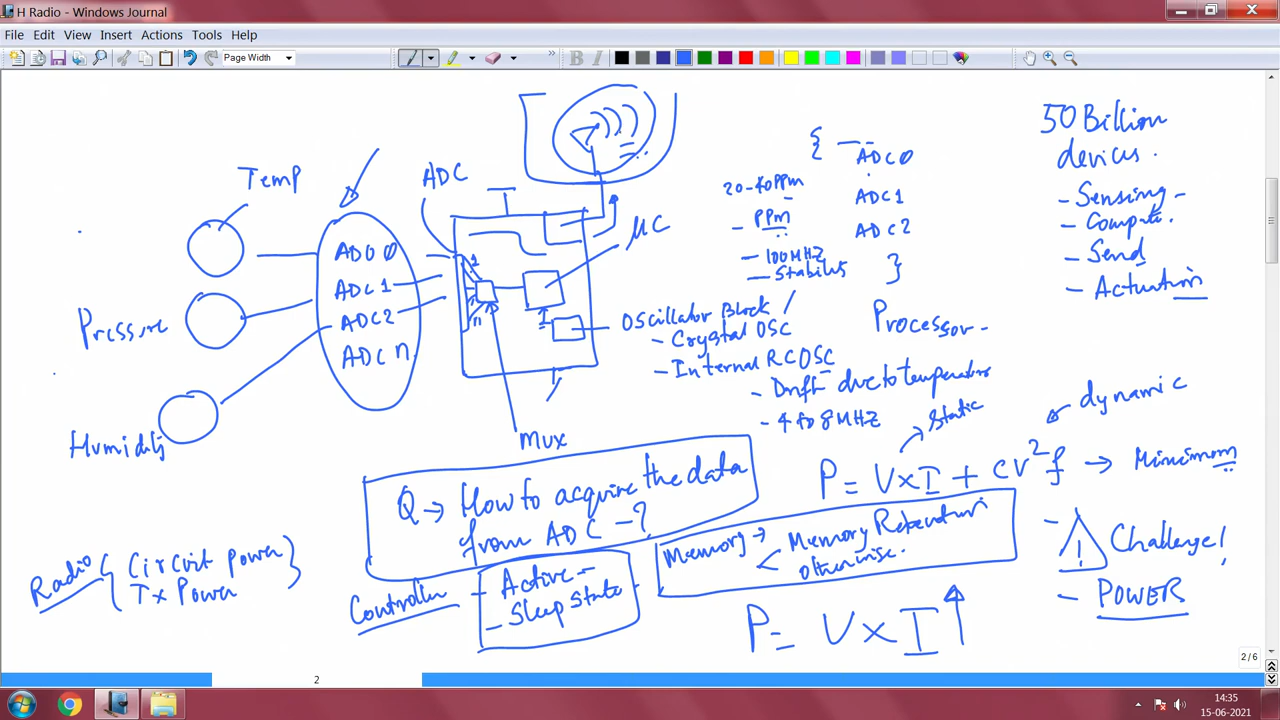 H Radio - Windows Journal
File Edit View Insert Actions Tools Help
Page Width
B I
Temp
Pressure
Humidity
ADC 0
ADC 1
ADC 2
ADC n
ADC
1
n
μC
MUX
20-40ppm
- PPm
- 100MHz
- Stability
{ ADC 0
ADC 1
ADC 2
}
Oscillator Block
- Crystal OSC
- Internal RC OSC
- Drift due to temperature
- 4 to 8 MHz
Processor -
50 Billion
devices.
- Sensing -
- Compute.
- Send
- Actuation
Static
dynamic
P = V x I + CV²f → Minimum
Q → How to acquire the data
from ADC - ?
Memory → Memory Retention
otherwise.
- ! Challenge!
- POWER
Radio { Circuit power }
Tx Power
Controller - Active -
- Sleep State
P = V x I ↑
2 / 6
2
14:35
15-06-2021